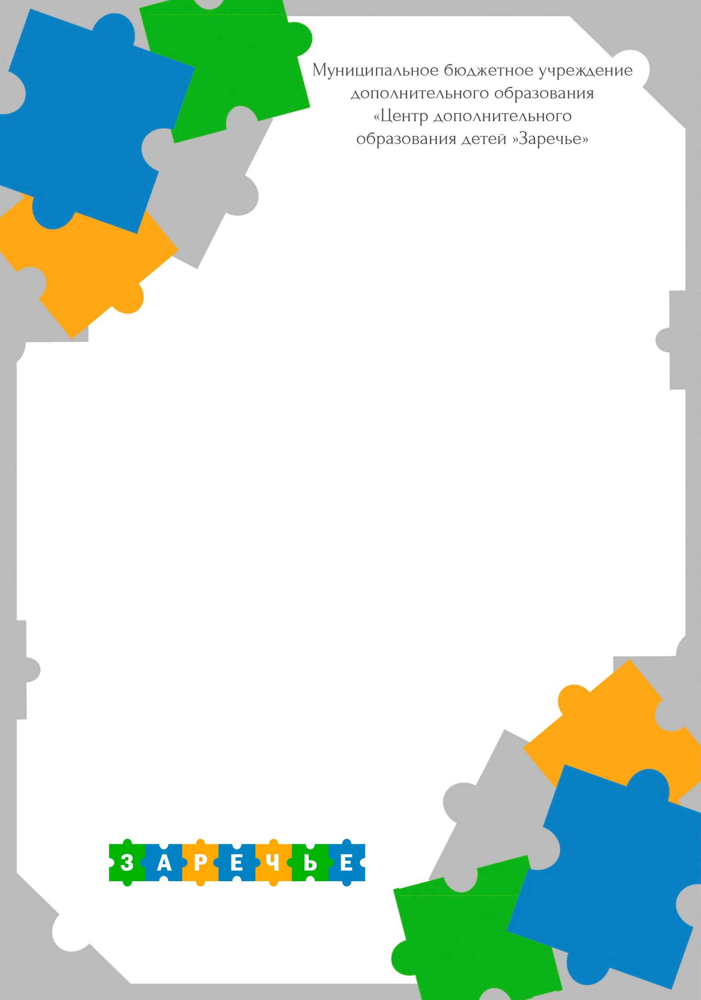 Муниципальное бюджетное учреждение
дополнительного образования
«Центр дополнительного
образования детей »Заречье»
ЗАРЕЧЬЕ